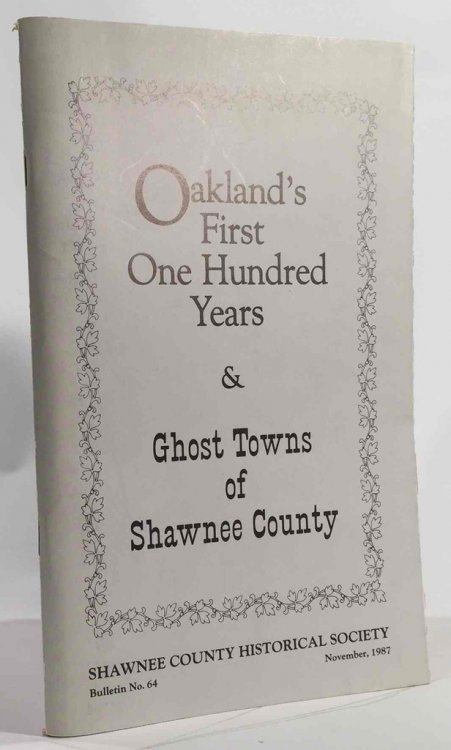 Oakland's
First
One Hundred
Years
&
Ghost Towns
of
Shawnee County
SHAWNEE COUNTY HISTORICAL SOCIETY
Bulletin No. 64
November, 1987